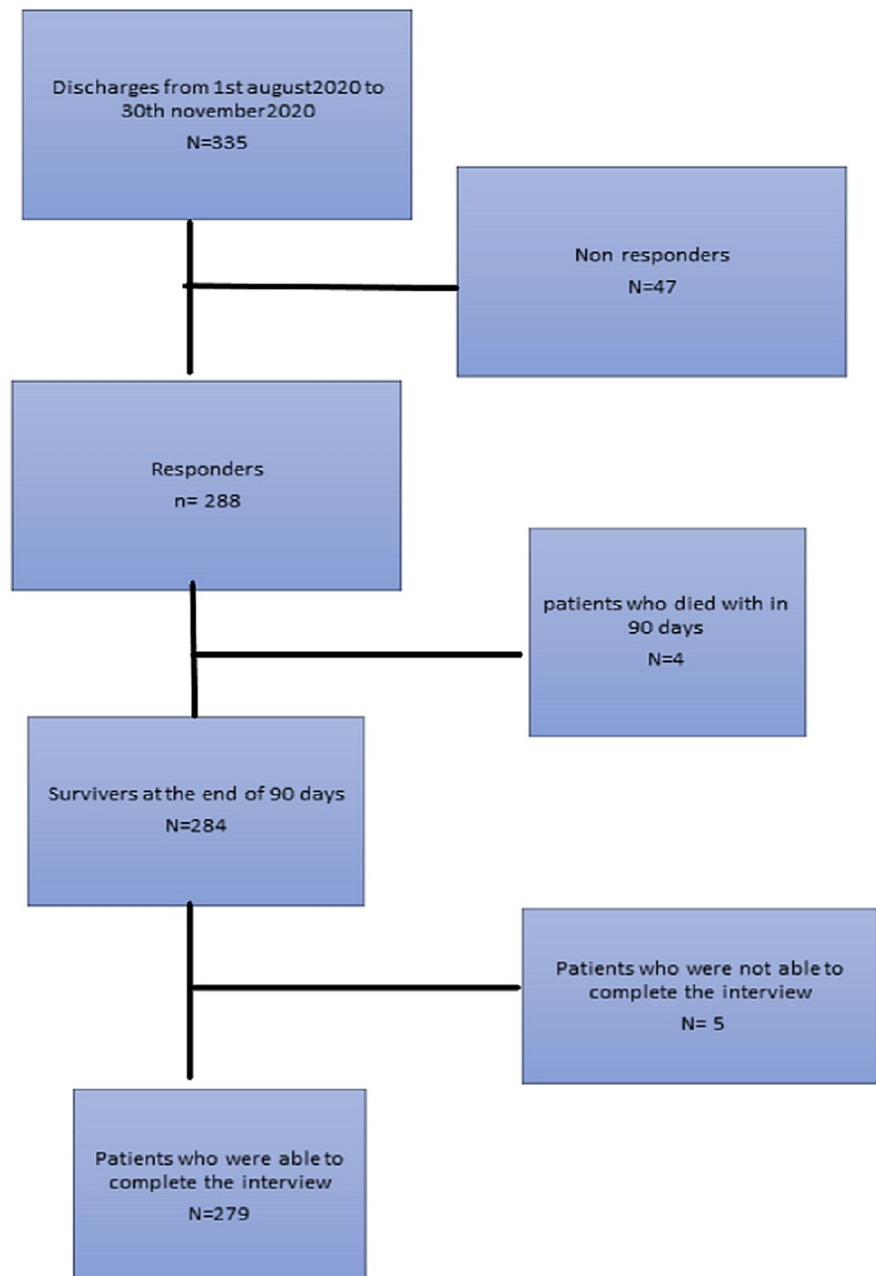 Discharges from 1st august2020 to
30th november2020
N=335
Non responders
N=47
Responders
n= 288
patients who died with in
90 days
N=4
Survivers at the end of 90 days
N=284
Patients who were not able to
complete the interview
N= 5
Patients who were able to
complete the interview
N=279